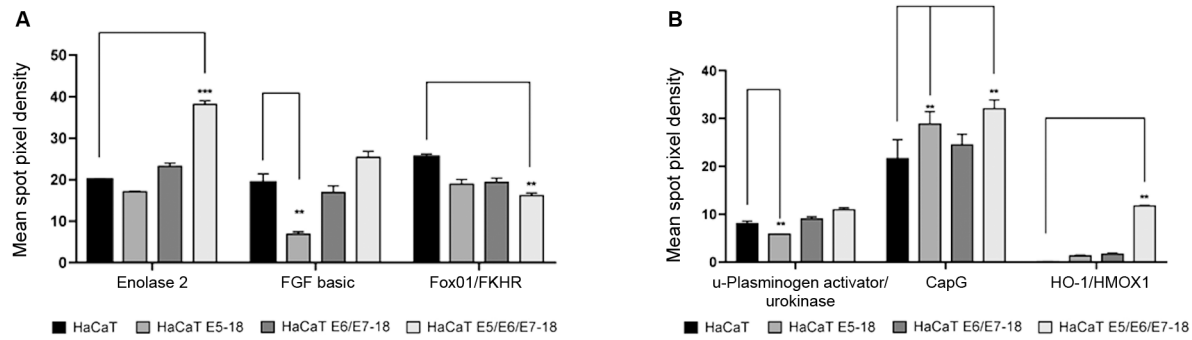 A
Mean spot pixel density
50
40
30
20
10
0
***
**
**
Enolase 2
FGF basic
Fox01/FKHR
HaCaT
HaCaT E5-18
HaCaT E6/E7-18
HaCaT E5/E6/E7-18
B
Mean spot pixel density
40
30
20
10
0
**
**
**
**
u-Plasminogen activator/
urokinase
CapG
HO-1/HMOX1
HaCaT
HaCaT E5-18
HaCaT E6/E7-18
HaCaT E5/E6/E7-18